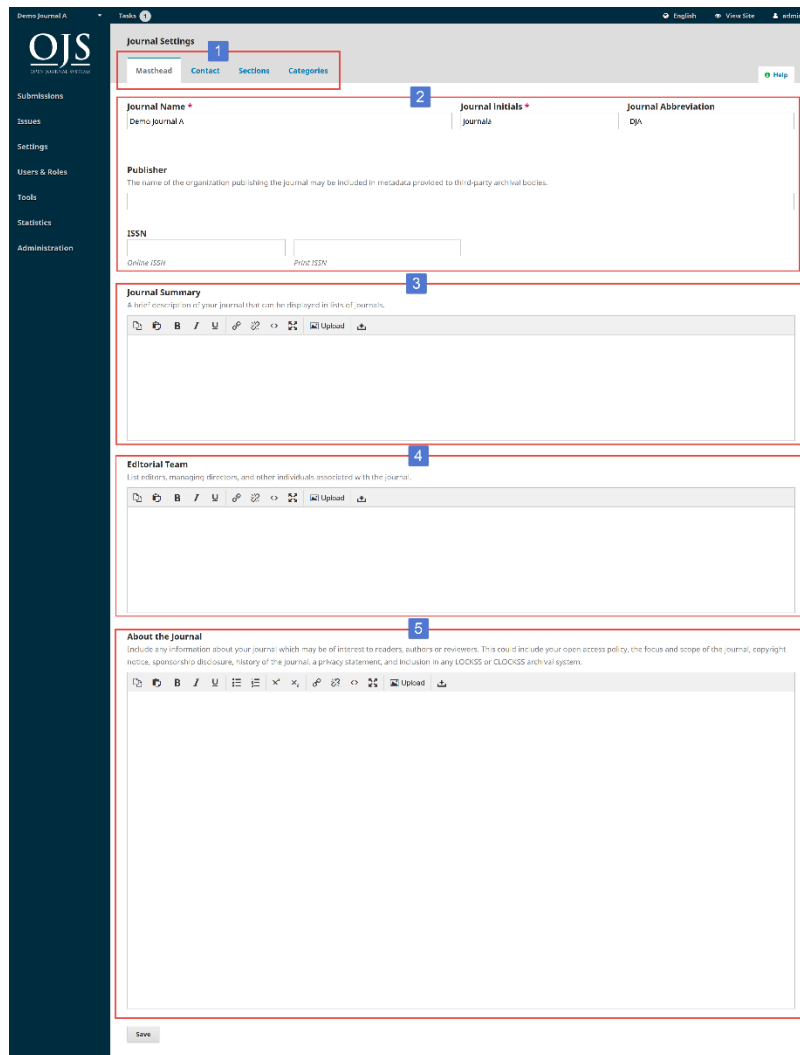 Demo Journal A
Tasks 1
English View Site admin
OJS
OPEN JOURNAL SYSTEMS
Submissions
Issues
Settings
Users & Roles
Tools
Statistics
Administration
Journal Settings
1
Masthead Contact Sections Categories
Help
2
Journal Name * Journal initials * Journal Abbreviation
Demo Journal A Journala DJA
Publisher
The name of the organization publishing the journal may be included in metadata provided to third-party archival bodies.
ISSN
Online ISSN Print ISSN
3
Journal Summary
A brief description of your journal that can be displayed in lists of journals.
B I U Upload
4
Editorial Team
List editors, managing directors, and other individuals associated with the journal.
B I U Upload
5
About the Journal
Include any information about your journal which may be of interest to readers, authors or reviewers. This could include your open access policy, the focus and scope of the journal, copyright
notice, sponsorship disclosure, history of the journal, a privacy statement, and inclusion in any LOCKSS or CLOCKSS archival system.
B I U x² x₂ Upload
Save